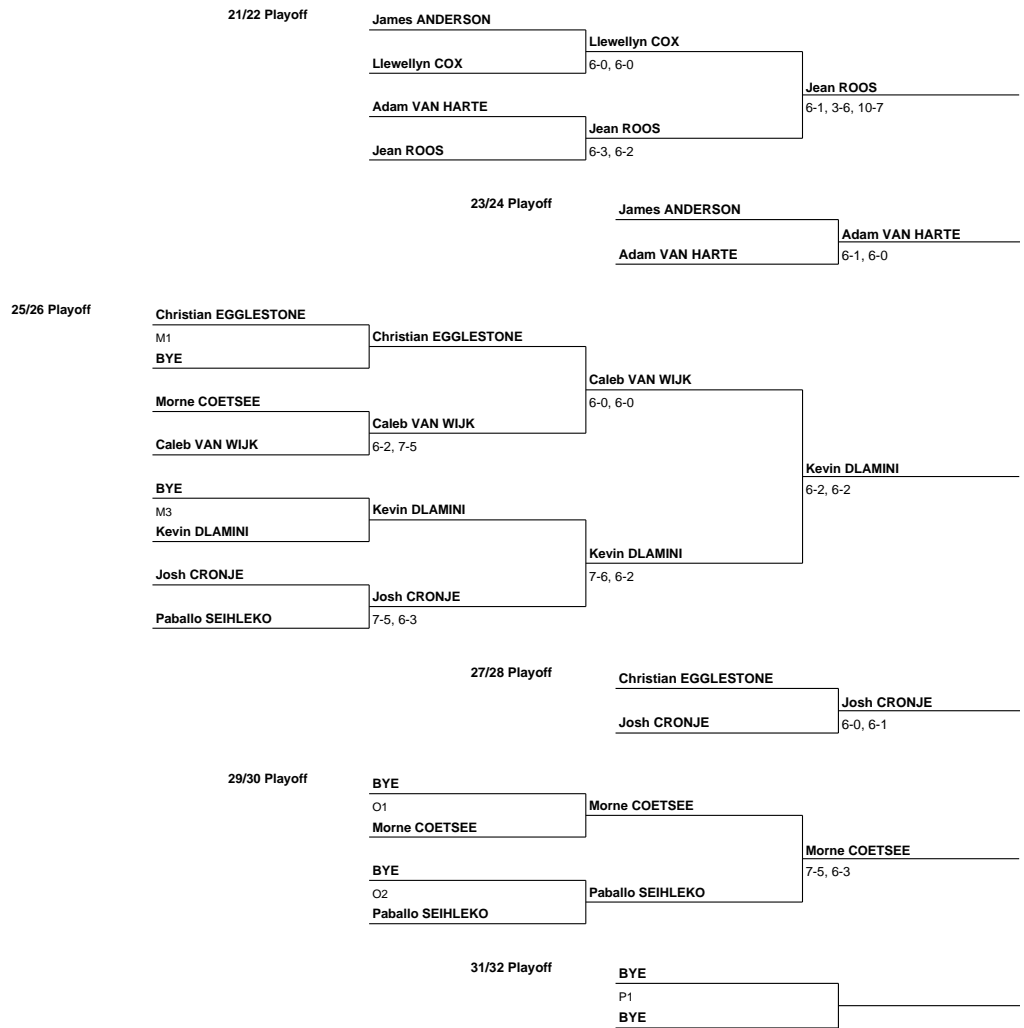 21/22 Playoff
James ANDERSON
Llewellyn COX
Llewellyn COX
6-0, 6-0
Jean ROOS
6-1, 3-6, 10-7
Adam VAN HARTE
Jean ROOS
Jean ROOS
6-3, 6-2
23/24 Playoff
James ANDERSON
Adam VAN HARTE
Adam VAN HARTE
6-1, 6-0
25/26 Playoff
Christian EGGLESTONE
M1
BYE
Christian EGGLESTONE
Caleb VAN WIJK
6-0, 6-0
Morne COETSEE
Caleb VAN WIJK
Caleb VAN WIJK
6-2, 7-5
Kevin DLAMINI
6-2, 6-2
BYE
M3
Kevin DLAMINI
Kevin DLAMINI
Kevin DLAMINI
7-6, 6-2
Josh CRONJE
Josh CRONJE
Paballo SEIHLEKO
7-5, 6-3
27/28 Playoff
Christian EGGLESTONE
Josh CRONJE
Josh CRONJE
6-0, 6-1
29/30 Playoff
BYE
O1
Morne COETSEE
Morne COETSEE
Morne COETSEE
7-5, 6-3
BYE
O2
Paballo SEIHLEKO
Paballo SEIHLEKO
31/32 Playoff
BYE
P1
BYE